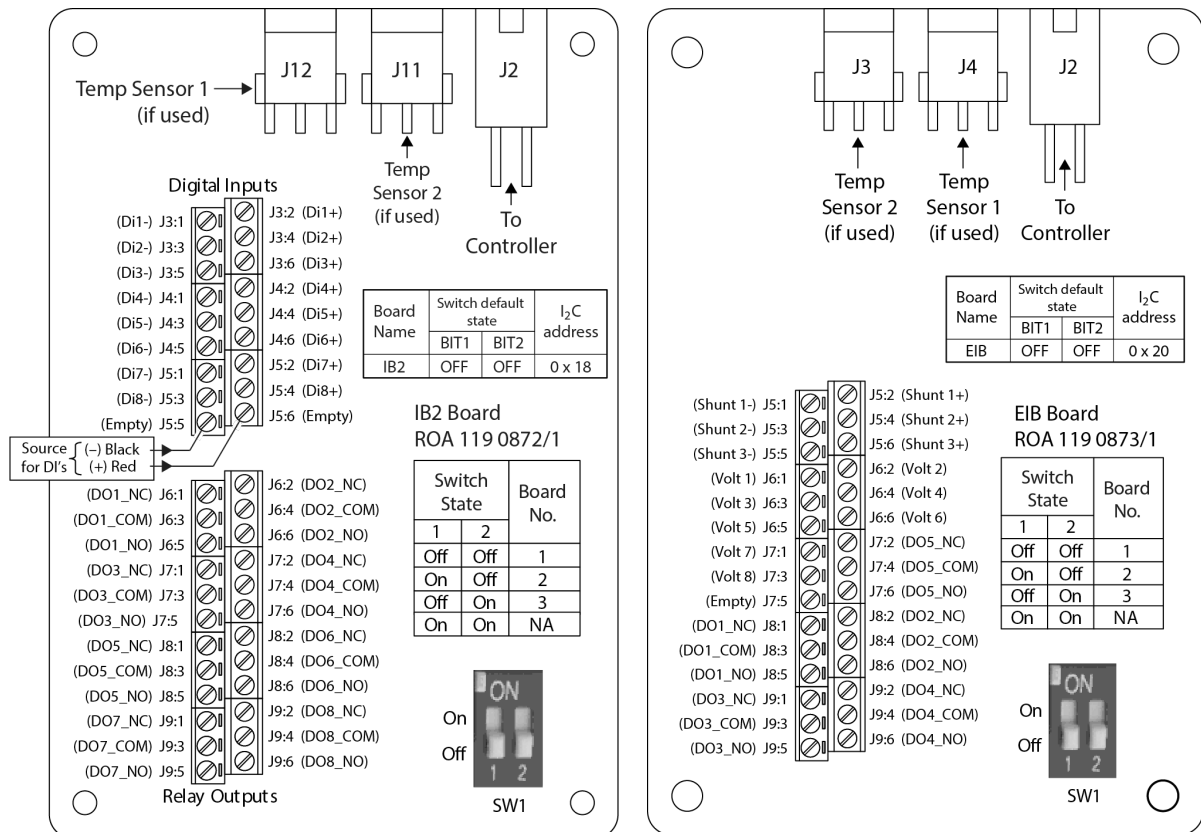 J12
J11
J2
Temp Sensor 1
(if used)
Temp
Sensor 2
(if used)
To
Controller
Digital Inputs
(Di1-) J3:1
J3:2 (Di1+)
(Di2-) J3:3
J3:4 (Di2+)
(Di3-) J3:5
J3:6 (Di3+)
(Di4-) J4:1
J4:2 (Di4+)
(Di5-) J4:3
J4:4 (Di5+)
(Di6-) J4:5
J4:6 (Di6+)
(Di7-) J5:1
J5:2 (Di7+)
(Di8-) J5:3
J5:4 (Di8+)
(Empty) J5:5
J5:6 (Empty)
Source
for DI's
(–) Black
(+) Red
Board
Name
Switch default
state
I2C
address
BIT1 BIT2
IB2 OFF OFF 0 x 18
IB2 Board
ROA 119 0872/1
(DO1_NC) J6:1
J6:2 (DO2_NC)
(DO1_COM) J6:3
J6:4 (DO2_COM)
(DO1_NO) J6:5
J6:6 (DO2_NO)
(DO3_NC) J7:1
J7:2 (DO4_NC)
(DO3_COM) J7:3
J7:4 (DO4_COM)
(DO3_NO) J7:5
J7:6 (DO4_NO)
(DO5_NC) J8:1
J8:2 (DO6_NC)
(DO5_COM) J8:3
J8:4 (DO6_COM)
(DO5_NO) J8:5
J8:6 (DO6_NO)
(DO7_NC) J9:1
J9:2 (DO8_NC)
(DO7_COM) J9:3
J9:4 (DO8_COM)
(DO7_NO) J9:5
J9:6 (DO8_NO)
Relay Outputs
Switch
State
Board
No.
1 2
Off Off 1
On Off 2
Off On 3
On On NA
ON
On
Off
1 2
SW1
J3
J4
J2
Temp
Sensor 2
(if used)
Temp
Sensor 1
(if used)
To
Controller
Board
Name
Switch default
state
I2C
address
BIT1 BIT2
EIB OFF OFF 0 x 20
(Shunt 1-) J5:1
J5:2 (Shunt 1+)
(Shunt 2-) J5:3
J5:4 (Shunt 2+)
(Shunt 3-) J5:5
J5:6 (Shunt 3+)
(Volt 1) J6:1
J6:2 (Volt 2)
(Volt 3) J6:3
J6:4 (Volt 4)
(Volt 5) J6:5
J6:6 (Volt 6)
(Volt 7) J7:1
J7:2 (DO5_NC)
(Volt 8) J7:3
J7:4 (DO5_COM)
(Empty) J7:5
J7:6 (DO5_NO)
(DO1_NC) J8:1
J8:2 (DO2_NC)
(DO1_COM) J8:3
J8:4 (DO2_COM)
(DO1_NO) J8:5
J8:6 (DO2_NO)
(DO3_NC) J9:1
J9:2 (DO4_NC)
(DO3_COM) J9:3
J9:4 (DO4_COM)
(DO3_NO) J9:5
J9:6 (DO4_NO)
EIB Board
ROA 119 0873/1
Switch
State
Board
No.
1 2
Off Off 1
On Off 2
Off On 3
On On NA
ON
On
Off
1 2
SW1